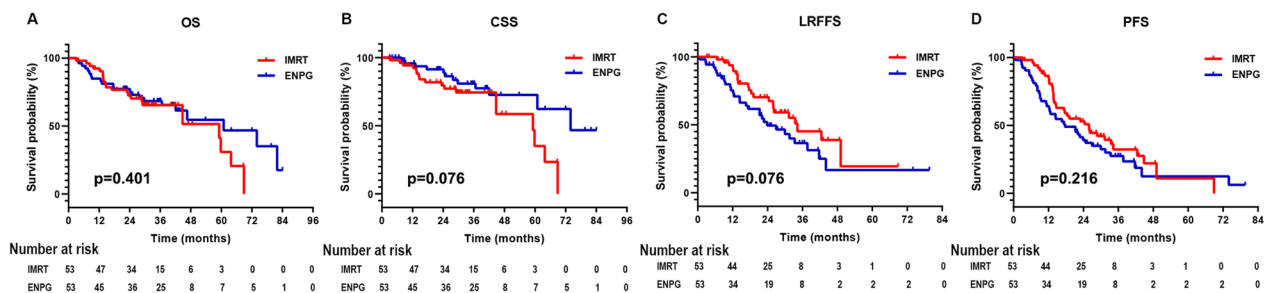 A
OS
Survival probability (%)
100
50
0
IMRT
ENPG
p=0.401
0 12 24 36 48 60 72 84 96
Time (months)
Number at risk
IMRT 53 47 34 15 6 3 0 0 0
ENPG 53 45 36 25 8 7 5 1 0
B
CSS
Survival probability (%)
100
50
0
IMRT
ENPG
p=0.076
0 12 24 36 48 60 72 84 96
Time (months)
Number at risk
IMRT 53 47 34 15 6 3 0 0 0
ENPG 53 45 36 25 8 7 5 1 0
C
LRFFS
Survival probability (%)
100
50
0
IMRT
ENPG
p=0.076
0 12 24 36 48 60 72 84
Time (months)
Number at risk
IMRT 53 44 25 8 3 1 0 0
ENPG 53 34 19 8 2 2 2 0
D
PFS
Survival probability (%)
100
50
0
IMRT
ENPG
p=0.216
0 12 24 36 48 60 72 84
Time (months)
Number at risk
IMRT 53 44 25 8 3 1 0 0
ENPG 53 34 19 8 2 2 2 0